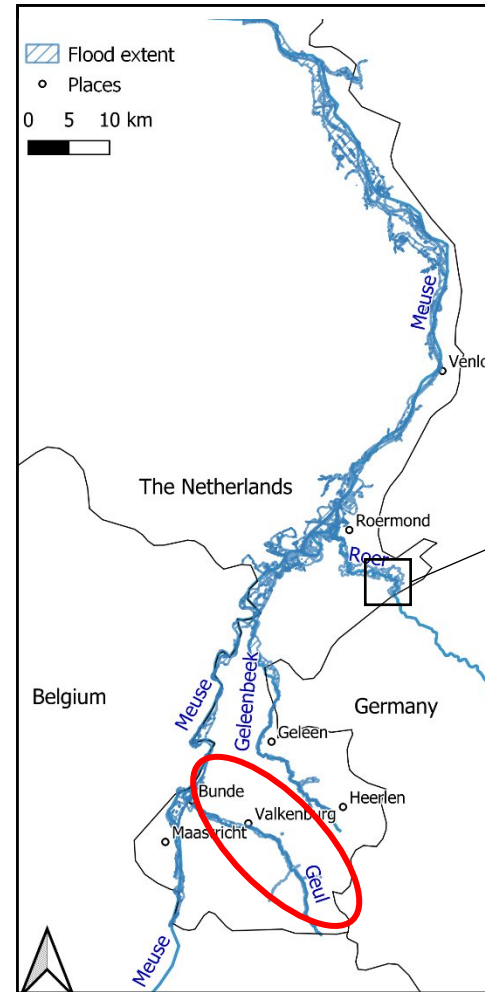 Flood extent
Places
0 5 10 km
Meuse
Venlo
The Netherlands
Roermond
Roer
Belgium
Meuse
Geleenbeek
Germany
Geleen
Bunde
Heerlen
Valkenburg
Maastricht
Geul
Meuse